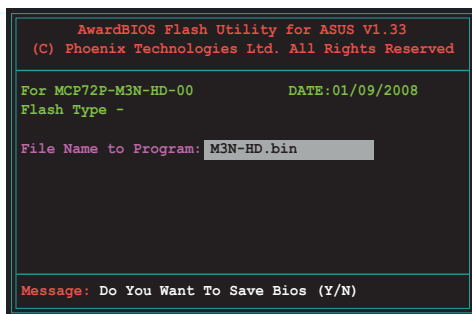 AwardBIOS Flash Utility for ASUS V1.33
(C) Phoenix Technologies Ltd. All Rights Reserved
For MCP72P-M3N-HD-00 DATE:01/09/2008
Flash Type -
File Name to Program: M3N-HD.bin
Message: Do You Want To Save Bios (Y/N)